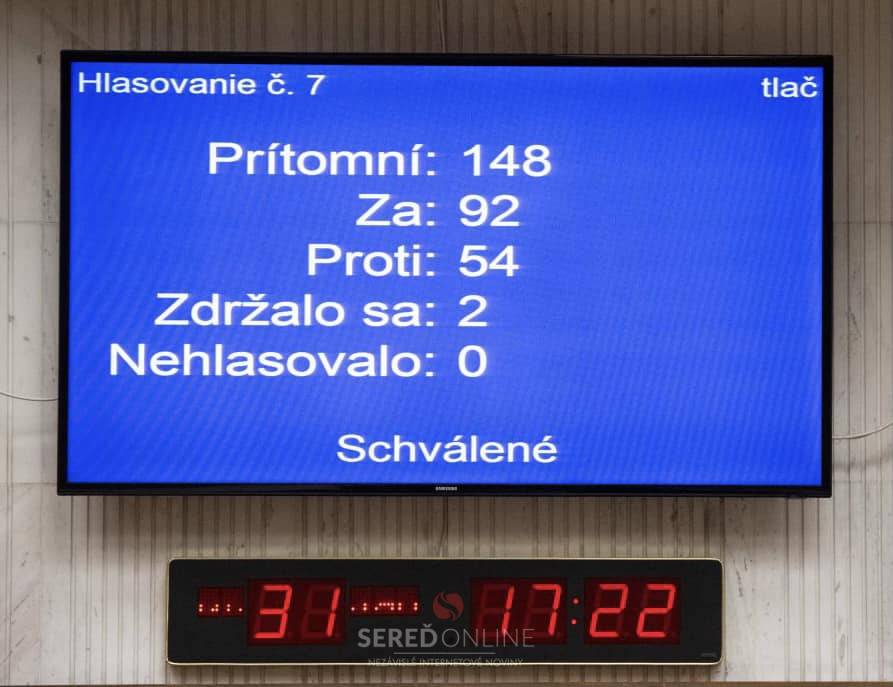 Hlasovanie č. 7 tlač
Prítomní: 148
Za: 92
Proti: 54
Zdržalo sa: 2
Nehlasovalo: 0
Schválené
SAMSUNG
31 17:22
SEREĎONLINE
NEZÁVISLÉ INTERNETOVÉ NOVINY